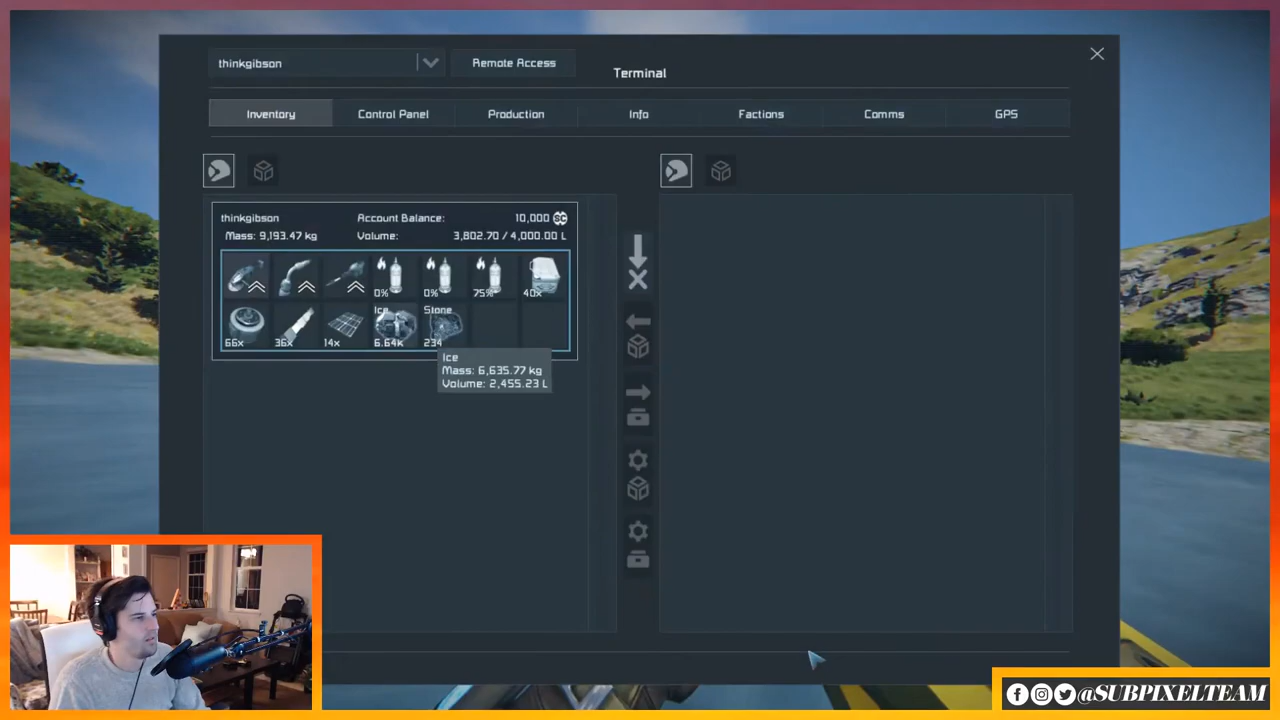 thinkgibson
Remote Access
Terminal
Inventory
Control Panel
Production
Info
Factions
Comms
GPS
thinkgibson
Account Balance:
10,000
Mass: 9,193.47 kg
Volume:
3,802.70 / 4,000.00 L
0%
0%
75%
40x
66x
36x
14x
Ice
6.64k
Stone
234
Ice
Mass: 6,635.77 kg
Volume: 2,455.23 L
@SUBPIXELTEAM